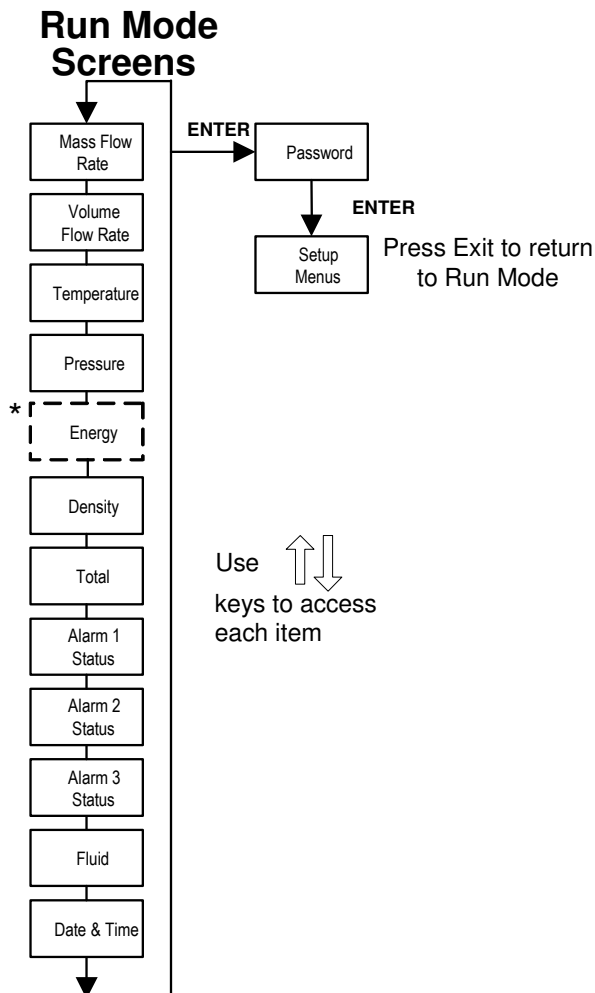 Run Mode
Screens
Mass Flow
Rate
Volume
Flow Rate
Temperature
Pressure
*
Energy
Density
Total
Alarm 1
Status
Alarm 2
Status
Alarm 3
Status
Fluid
Date & Time
ENTER
Password
ENTER
Setup
Menus
Press Exit to return
to Run Mode
Use
keys to access
each item